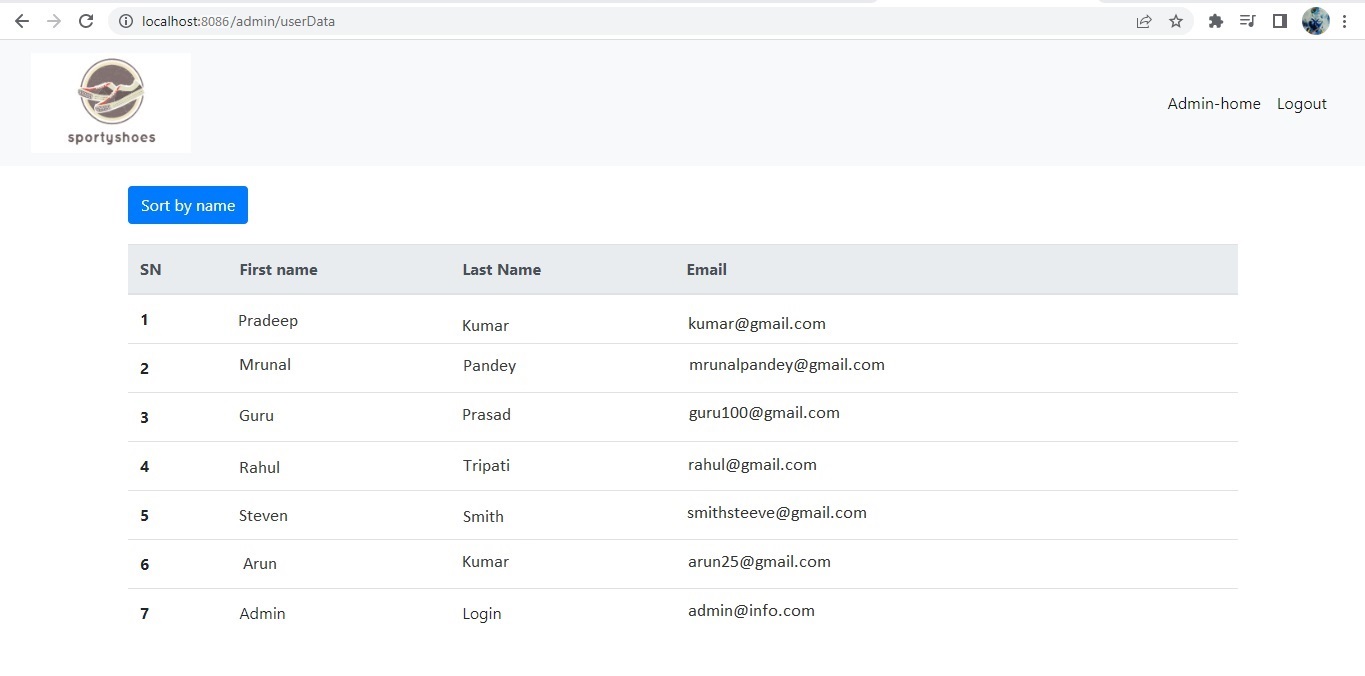 localhost:8086/admin/userData
sportyshoes
Admin-home Logout
Sort by name
SN First name Last Name Email
1 Pradeep Kumar kumar@gmail.com
2 Mrunal Pandey mrunalpandey@gmail.com
3 Guru Prasad guru100@gmail.com
4 Rahul Tripati rahul@gmail.com
5 Steven Smith smithsteeve@gmail.com
6 Arun Kumar arun25@gmail.com
7 Admin Login admin@info.com